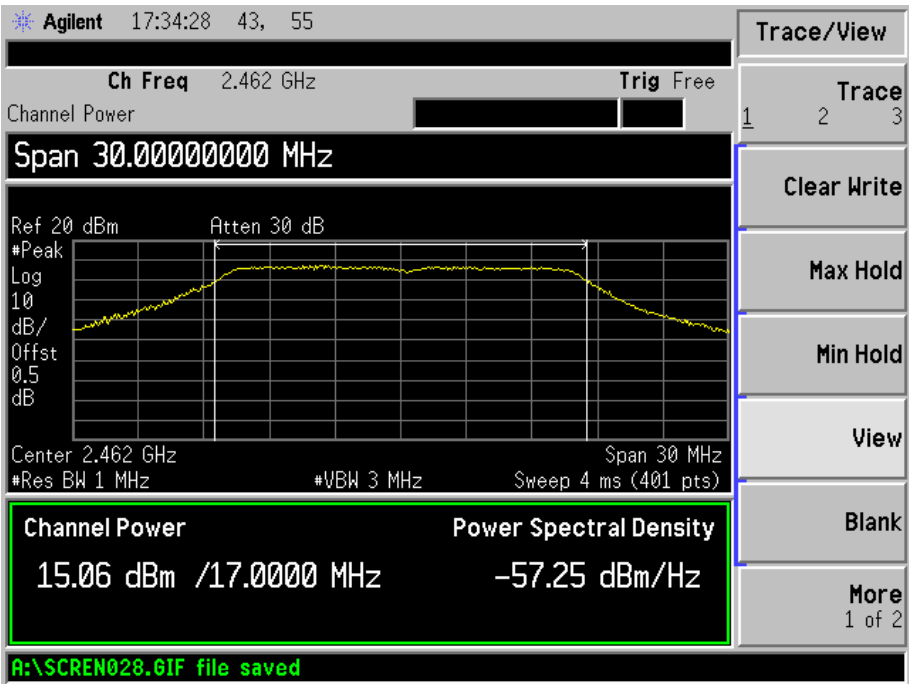 Agilent 17:34:28 43, 55
Ch Freq 2.462 GHz Trig Free
Channel Power
Span 30.00000000 MHz
Ref 20 dBm Atten 30 dB
#Peak
Log
10
dB/
Offst
0.5
dB
Center 2.462 GHz Span 30 MHz
#Res BW 1 MHz #VBW 3 MHz Sweep 4 ms (401 pts)
Channel Power Power Spectral Density
15.06 dBm /17.0000 MHz -57.25 dBm/Hz
A:\SCREN028.GIF file saved
Trace/View
Trace
1 2 3
Clear Write
Max Hold
Min Hold
View
Blank
More
1 of 2